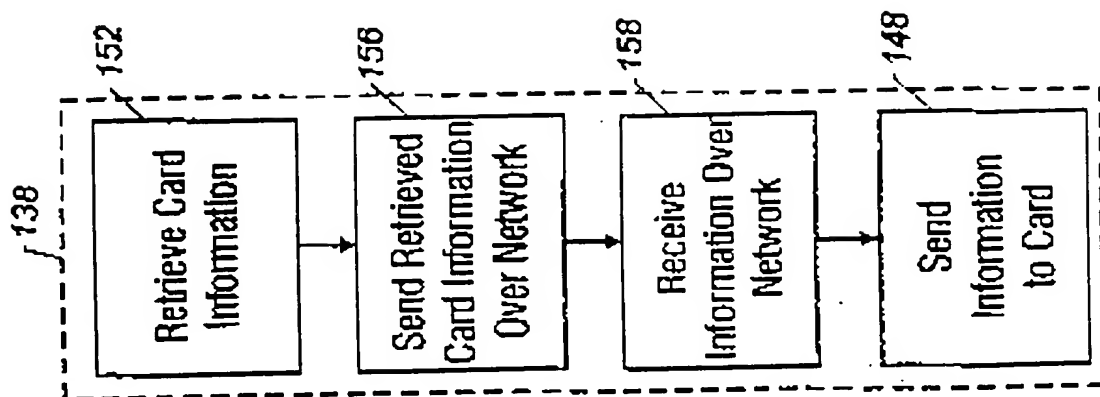 138
152
Retrieve Card
Information
156
Send Retrieved
Card Information
Over Network
158
Receive
Information Over
Network
148
Send
Information
to Card